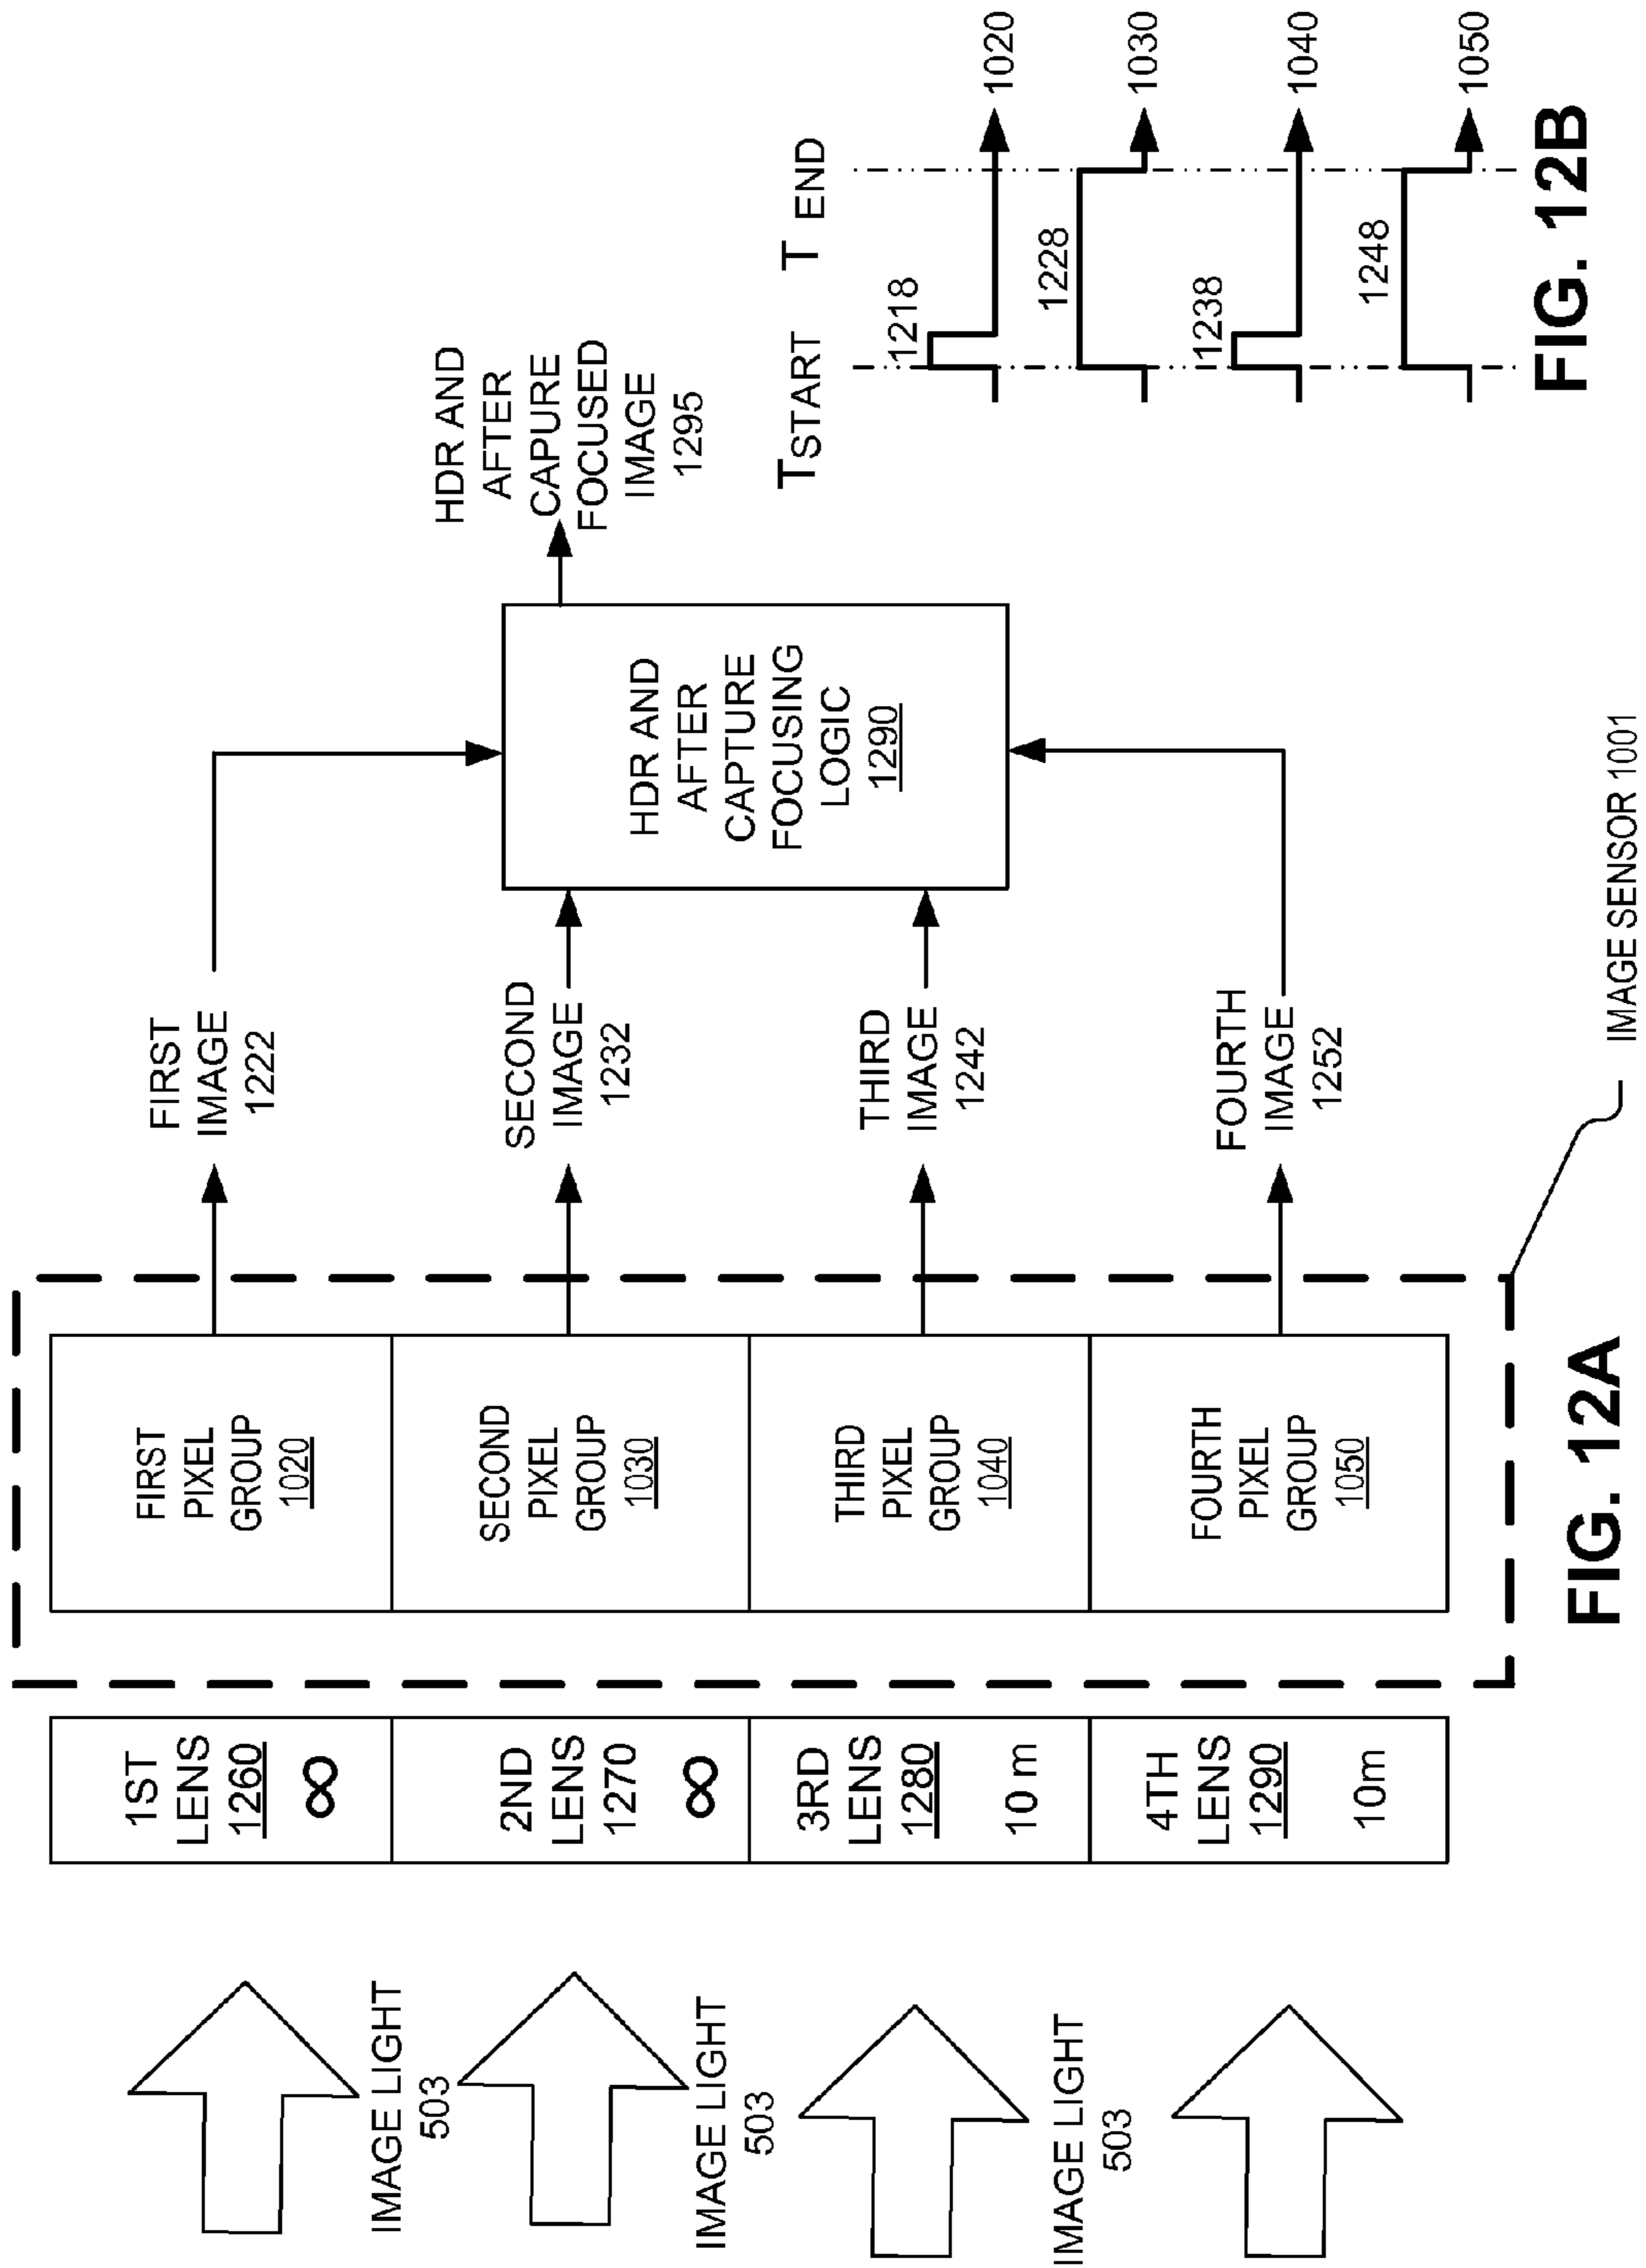 IMAGE LIGHT
503
IMAGE LIGHT
503
IMAGE LIGHT
503
1ST
LENS
1260
∞
2ND
LENS
1270
∞
3RD
LENS
1280
10 m
4TH
LENS
1290
10m
FIRST
PIXEL
GROUP
1020
SECOND
PIXEL
GROUP
1030
THIRD
PIXEL
GROUP
1040
FOURTH
PIXEL
GROUP
1050
FIRST
IMAGE
1222
SECOND
IMAGE
1232
THIRD
IMAGE
1242
FOURTH
IMAGE
1252
HDR AND
AFTER
CAPTURE
FOCUSING
LOGIC
1290
HDR AND
AFTER
CAPURE
FOCUSED
IMAGE
1295
IMAGE SENSOR 1001
FIG. 12A
TSTART T END
1218
1020
1228
1030
1238
1040
1248
1050
FIG. 12B